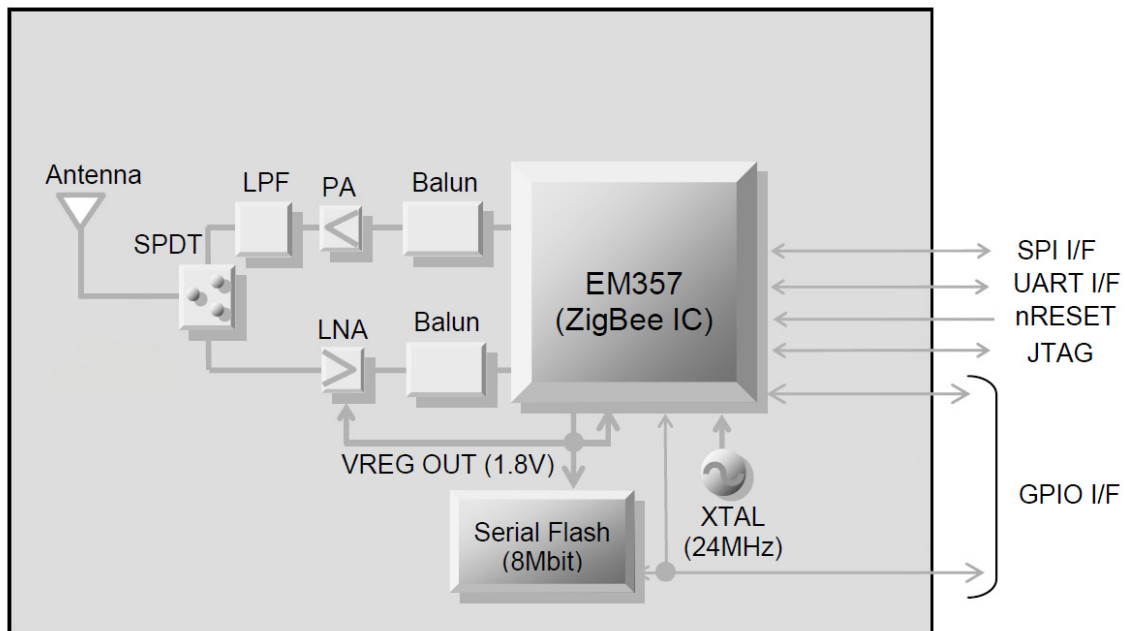 Antenna
LPF
PA
Balun
SPDT
EM357
(ZigBee IC)
SPI I/F
UART I/F
nRESET
JTAG
LNA
Balun
VREG OUT (1.8V)
GPIO I/F
XTAL
(24MHz)
Serial Flash
(8Mbit)